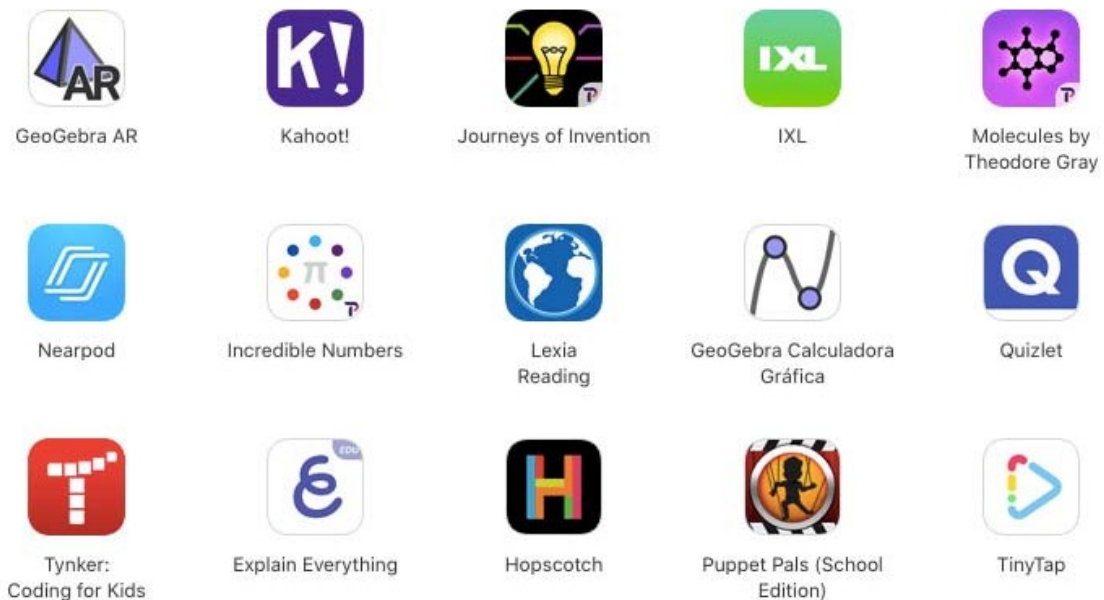 AR
K!
IXL
GeoGebra AR
Kahoot!
Journeys of Invention
IXL
Molecules by
Theodore Gray
π
Q
Nearpod
Incredible Numbers
Lexia
Reading
GeoGebra Calculadora
Gráfica
Quizlet
T
EDU
H
Tynker:
Coding for Kids
Explain Everything
Hopscotch
Puppet Pals (School
Edition)
TinyTap